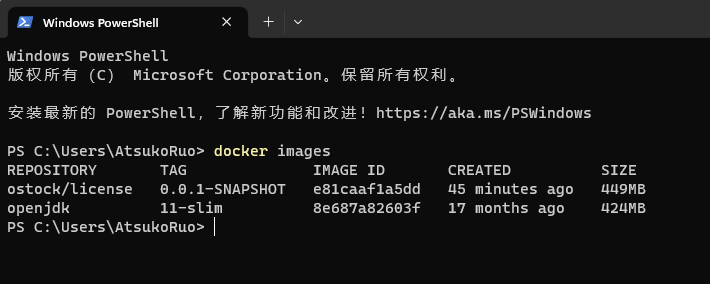 Windows PowerShell
Windows PowerShell
版权所有 (C) Microsoft Corporation。保留所有权利。
安装最新的 PowerShell，了解新功能和改进！https://aka.ms/PSWindows
PS C:\Users\AtsukoRuo> docker images
REPOSITORY TAG IMAGE ID CREATED SIZE
ostock/license 0.0.1-SNAPSHOT e81caaf1a5dd 45 minutes ago 449MB
openjdk 11-slim 8e687a82603f 17 months ago 424MB
PS C:\Users\AtsukoRuo>